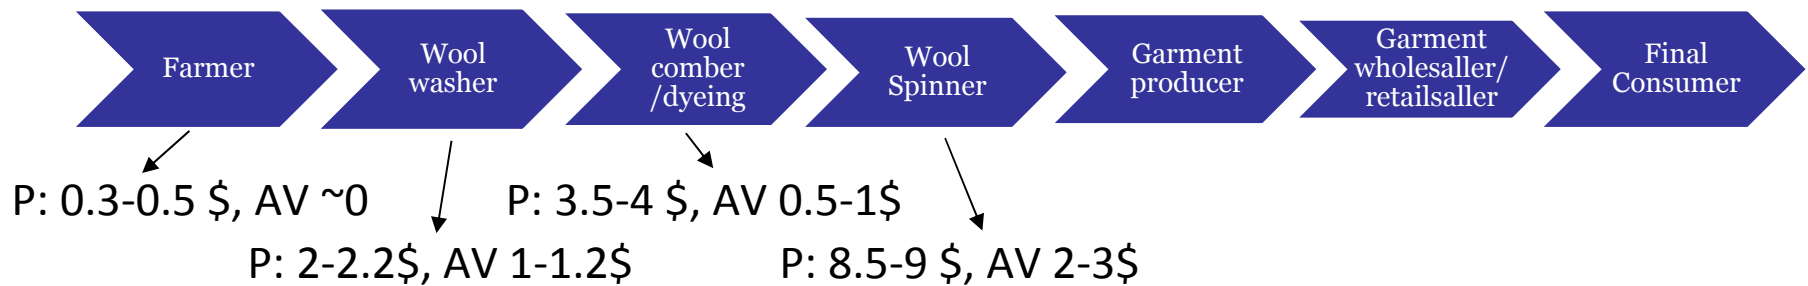 Farmer
Wool
washer
Wool
comber
/dyeing
Wool
Spinner
Garment
producer
Garment
wholesaller/
retailsaller
Final
Consumer
P: 0.3-0.5 $, AV ~0
P: 3.5-4 $, AV 0.5-1$
P: 2-2.2$, AV 1-1.2$
P: 8.5-9 $, AV 2-3$